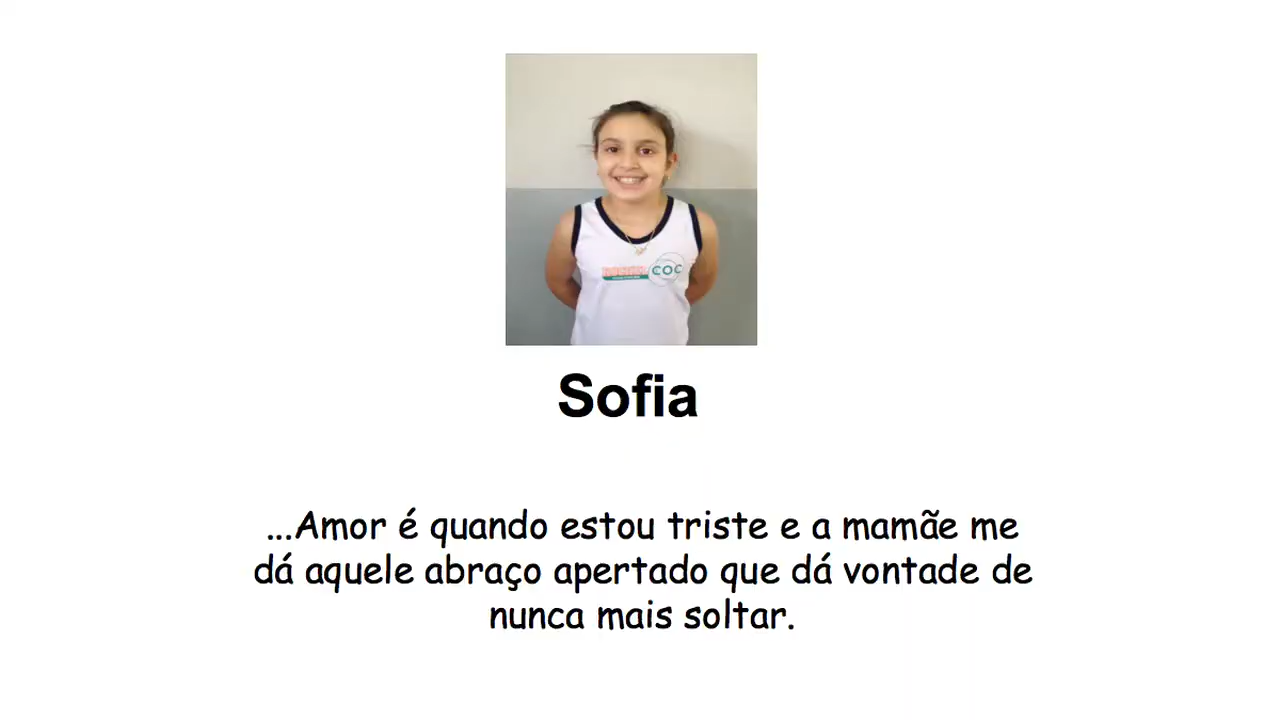 COC
Sofia
...Amor é quando estou triste e a mamãe me
dá aquele abraço apertado que dá vontade de
nunca mais soltar.